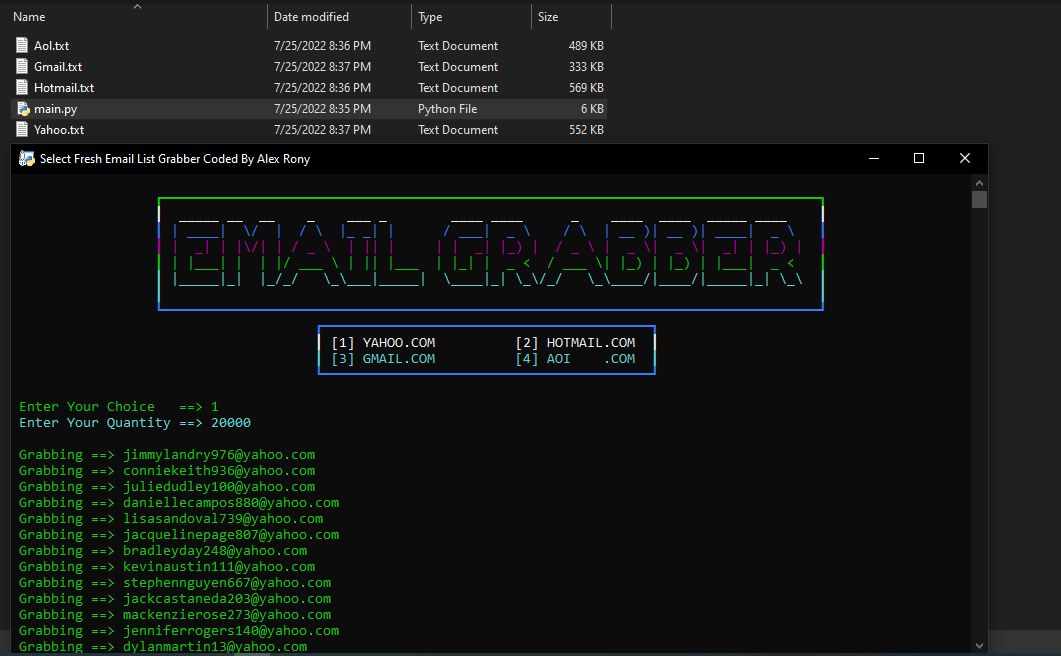 Name Date modified Type Size
Aol.txt 7/25/2022 8:36 PM Text Document 489 KB
Gmail.txt 7/25/2022 8:37 PM Text Document 333 KB
Hotmail.txt 7/25/2022 8:36 PM Text Document 569 KB
main.py 7/25/2022 8:35 PM Python File 6 KB
Yahoo.txt 7/25/2022 8:37 PM Text Document 552 KB
Select Fresh Email List Grabber Coded By Alex Rony
EMAIL GRABBER
[1] YAHOO.COM [2] HOTMAIL.COM
[3] GMAIL.COM [4] AOI .COM
Enter Your Choice ==> 1
Enter Your Quantity ==> 20000
Grabbing ==> jimmylandry976@yahoo.com
Grabbing ==> conniekeith936@yahoo.com
Grabbing ==> juliedudley100@yahoo.com
Grabbing ==> daniellecampos880@yahoo.com
Grabbing ==> lisasandoval739@yahoo.com
Grabbing ==> jacquelinepage807@yahoo.com
Grabbing ==> bradleyday248@yahoo.com
Grabbing ==> kevinaustin111@yahoo.com
Grabbing ==> stephennguyen667@yahoo.com
Grabbing ==> jackcastaneda203@yahoo.com
Grabbing ==> mackenzierose273@yahoo.com
Grabbing ==> jenniferrogers140@yahoo.com
Grabbing ==> dylanmartin13@yahoo.com